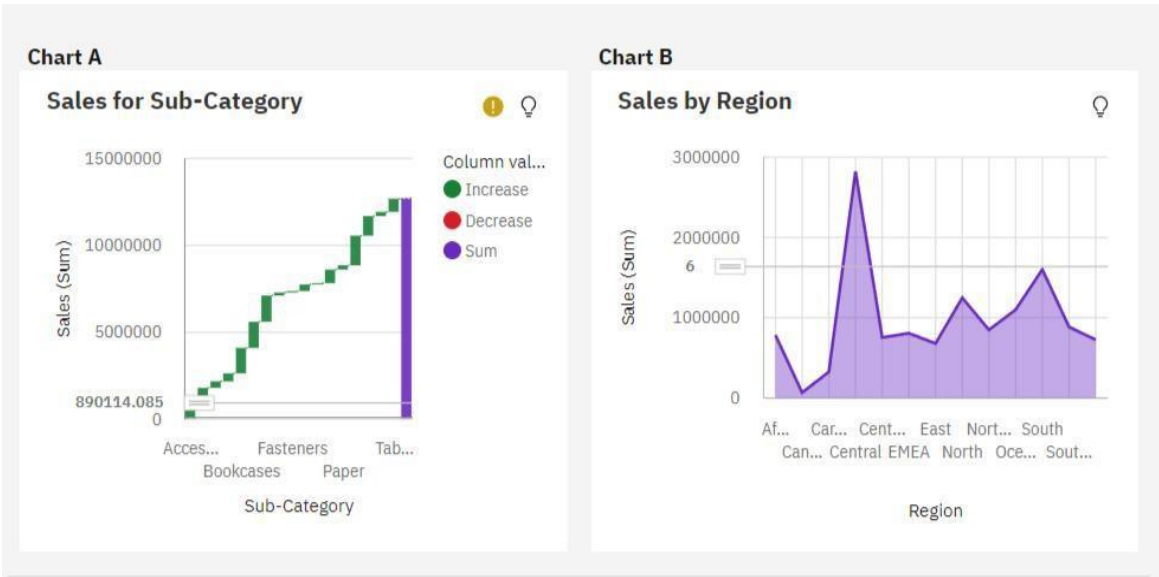 Chart A
Sales for Sub-Category
15000000
10000000
5000000
890114.085
0
Sales (Sum)
Acces... Fasteners Tab...
Bookcases Paper
Sub-Category
Column val...
Increase
Decrease
Sum
Chart B
Sales by Region
3000000
2000000
6
1000000
0
Sales (Sum)
Af... Car... Cent... East Nort... South
Can... Central EMEA North Oce... Sout...
Region